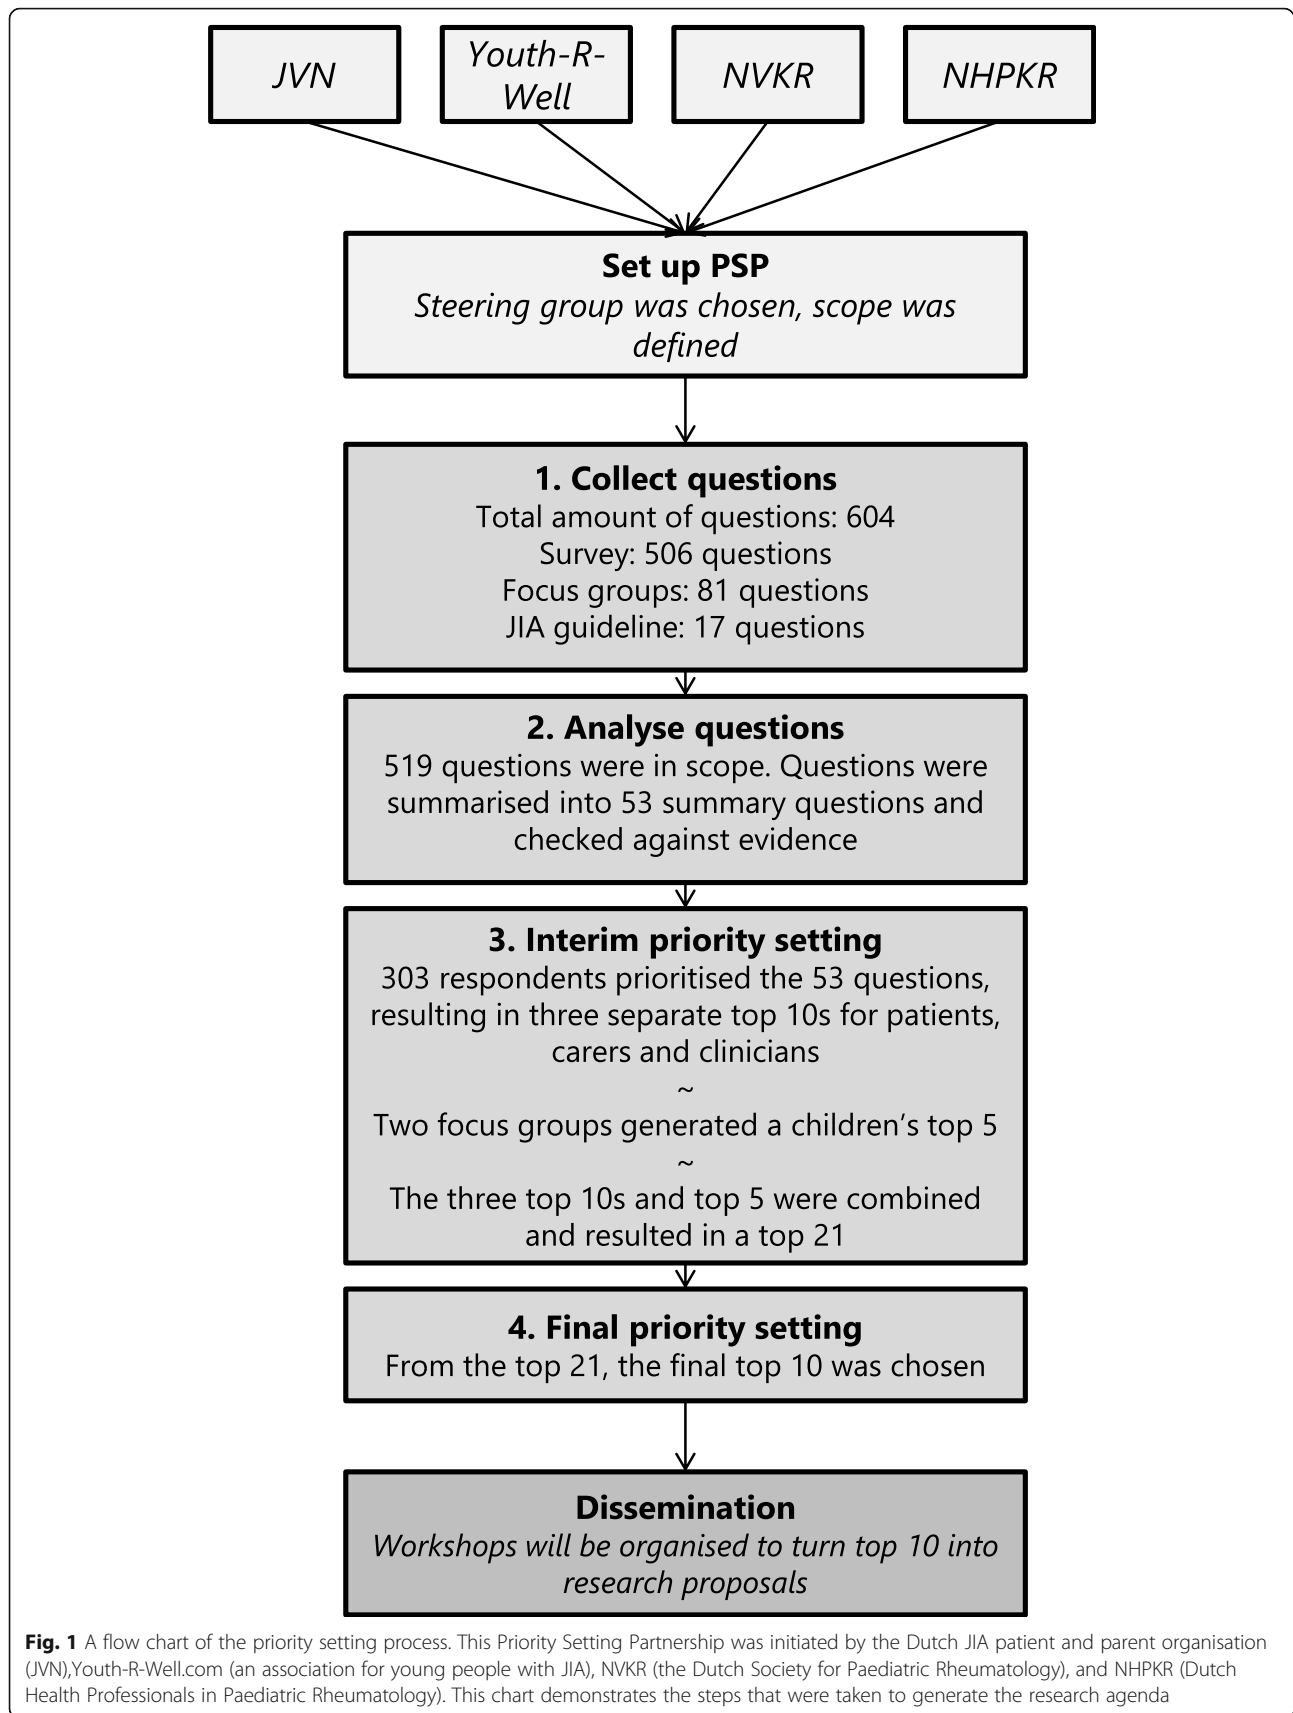 JVN
Youth-R-
Well
NVKR
NHPKR
Set up PSP
Steering group was chosen, scope was
defined
1. Collect questions
Total amount of questions: 604
Survey: 506 questions
Focus groups: 81 questions
JIA guideline: 17 questions
2. Analyse questions
519 questions were in scope. Questions were
summarised into 53 summary questions and
checked against evidence
3. Interim priority setting
303 respondents prioritised the 53 questions,
resulting in three separate top 10s for patients,
carers and clinicians
~
Two focus groups generated a children’s top 5
~
The three top 10s and top 5 were combined
and resulted in a top 21
4. Final priority setting
From the top 21, the final top 10 was chosen
Dissemination
Workshops will be organised to turn top 10 into
research proposals
Fig. 1 A flow chart of the priority setting process. This Priority Setting Partnership was initiated by the Dutch JIA patient and parent organisation
(JVN),Youth-R-Well.com (an association for young people with JIA), NVKR (the Dutch Society for Paediatric Rheumatology), and NHPKR (Dutch
Health Professionals in Paediatric Rheumatology). This chart demonstrates the steps that were taken to generate the research agenda